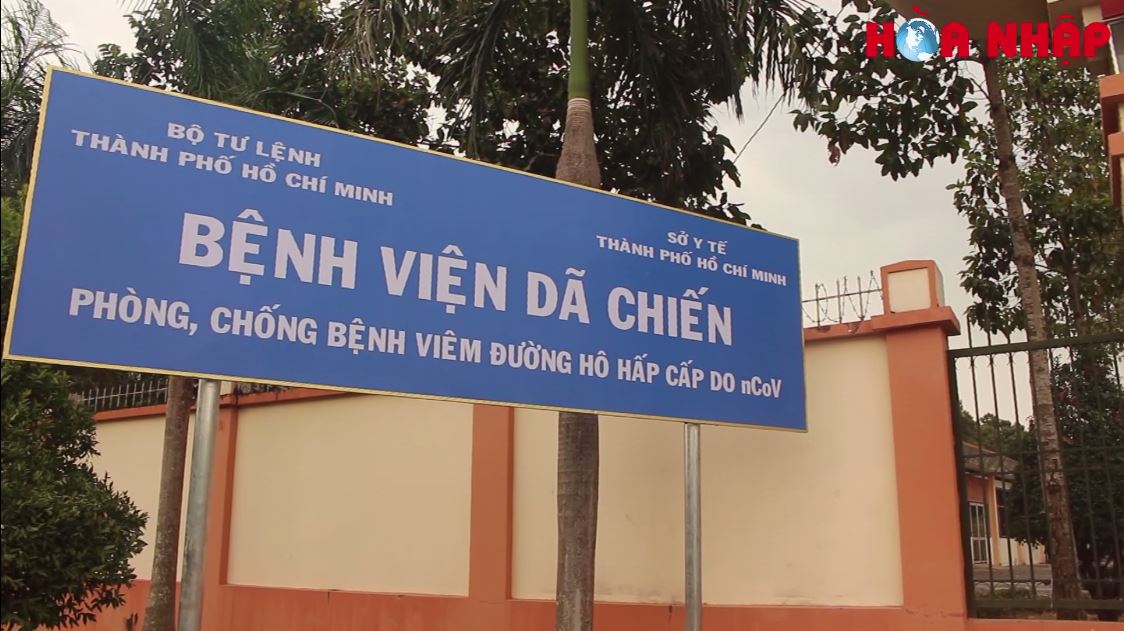 HÒA NHẬP
BỘ TƯ LỆNH
THÀNH PHỐ HỒ CHÍ MINH
SỞ Y TẾ
THÀNH PHỐ HỒ CHÍ MINH
BỆNH VIỆN DÃ CHIẾN
PHÒNG, CHỐNG BỆNH VIÊM ĐƯỜNG HÔ HẤP CẤP DO nCoV